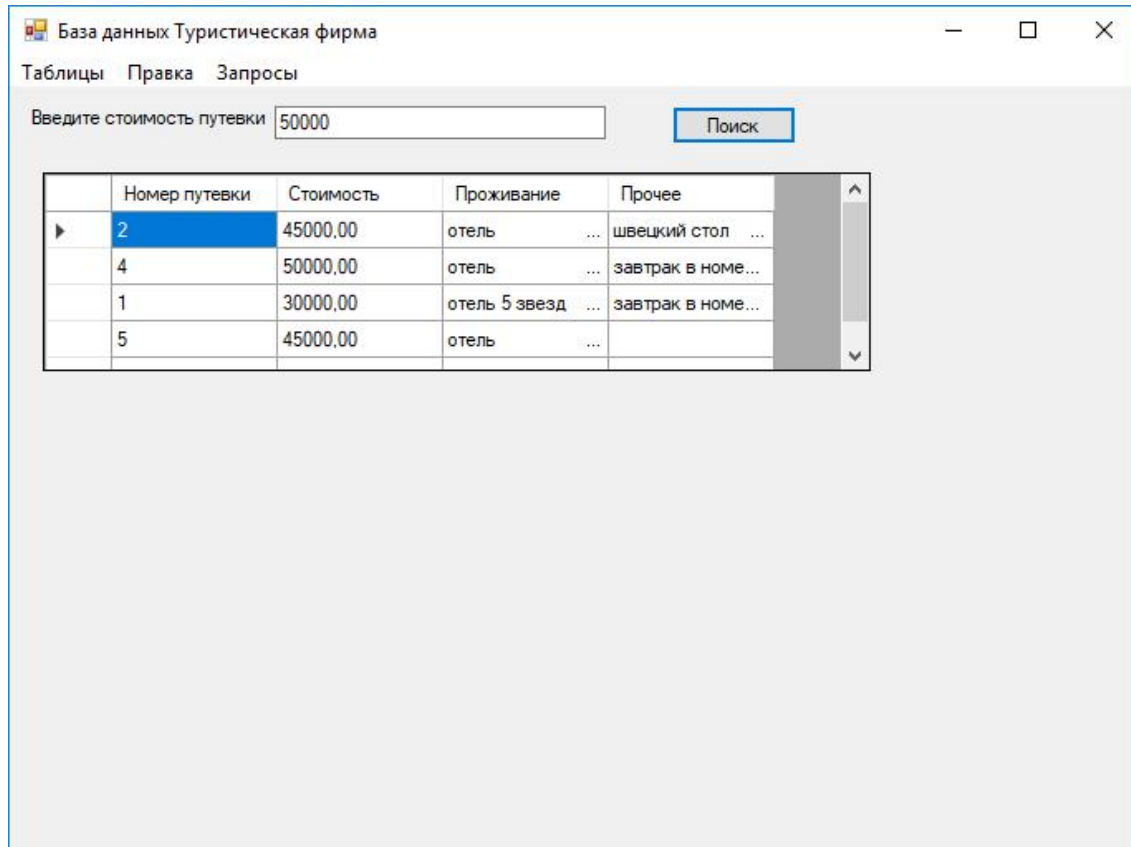 База данных Туристическая фирма
Таблицы Правка Запросы
Введите стоимость путевки 50000 Поиск
Номер путевки Стоимость Проживание Прочее
2 45000,00 отель ... швецкий стол ...
4 50000,00 отель ... завтрак в номе...
1 30000,00 отель 5 звезд ... завтрак в номе...
5 45000,00 отель ...